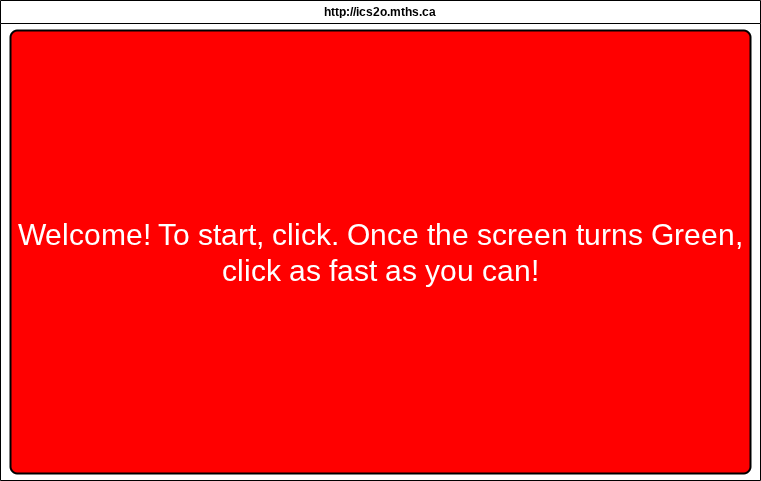 http://ics2o.mths.ca
Welcome! To start, click. Once the screen turns Green,
click as fast as you can!